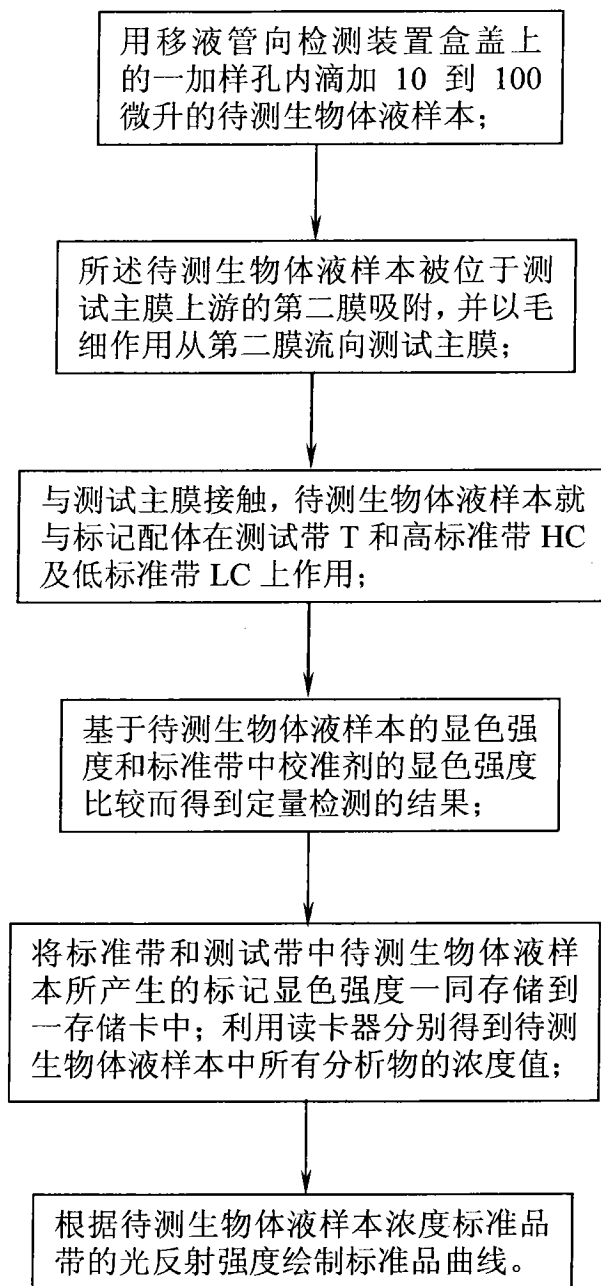 用移液管向检测装置盒盖上
的一加样孔内滴加 10 到 100
微升的待测生物体液样本；
所述待测生物体液样本被位于测
试主膜上游的第二膜吸附，并以毛
细作用从第二膜流向测试主膜；
与测试主膜接触，待测生物体液样本就
与标记配体在测试带 T 和高标准带 HC
及低标准带 LC 上作用；
基于待测生物体液样本的显色强
度和标准带中校准剂的显色强度
比较而得到定量检测的结果；
将标准带和测试带中待测生物体液样
本所产生的标记显色强度一同存储到
一存储卡中；利用读卡器分别得到待测
生物体液样本中所有分析物的浓度值；
根据待测生物体液样本浓度标准品
带的光反射强度绘制标准品曲线。